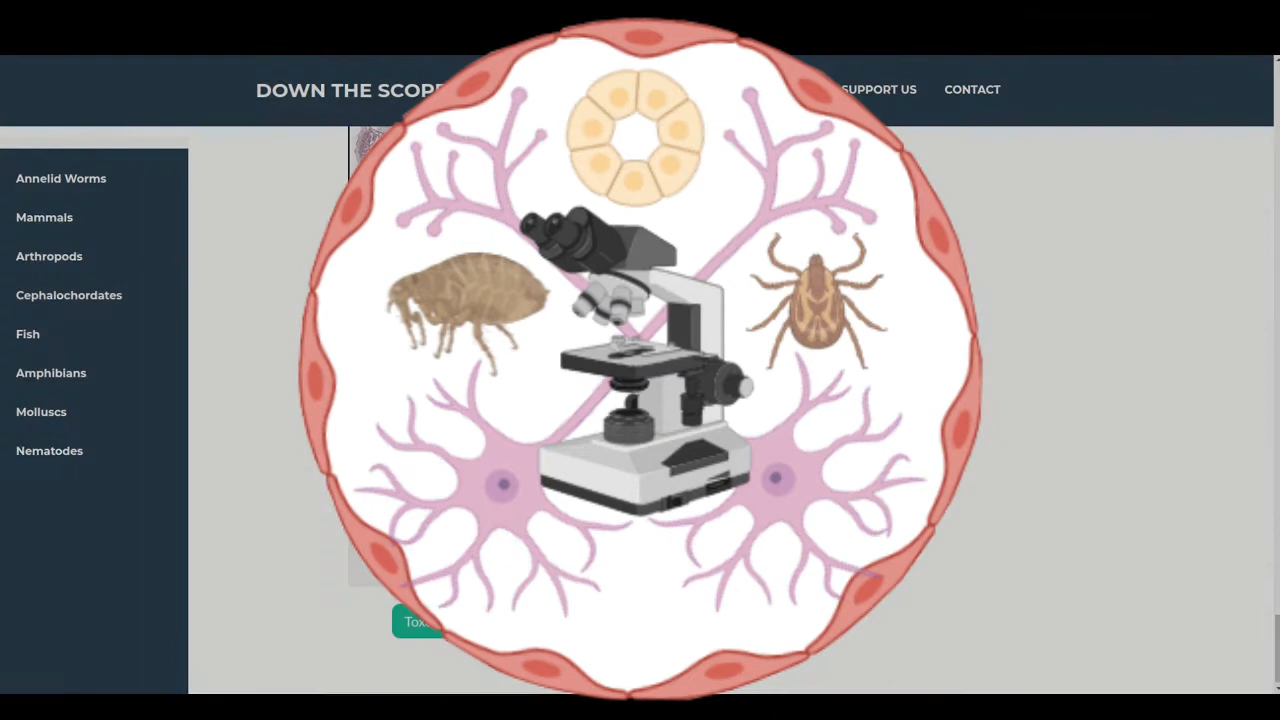 DOWN THE SCOPE
SUPPORT US
CONTACT
Annelid Worms
Mammals
Arthropods
Cephalochordates
Fish
Amphibians
Molluscs
Nematodes